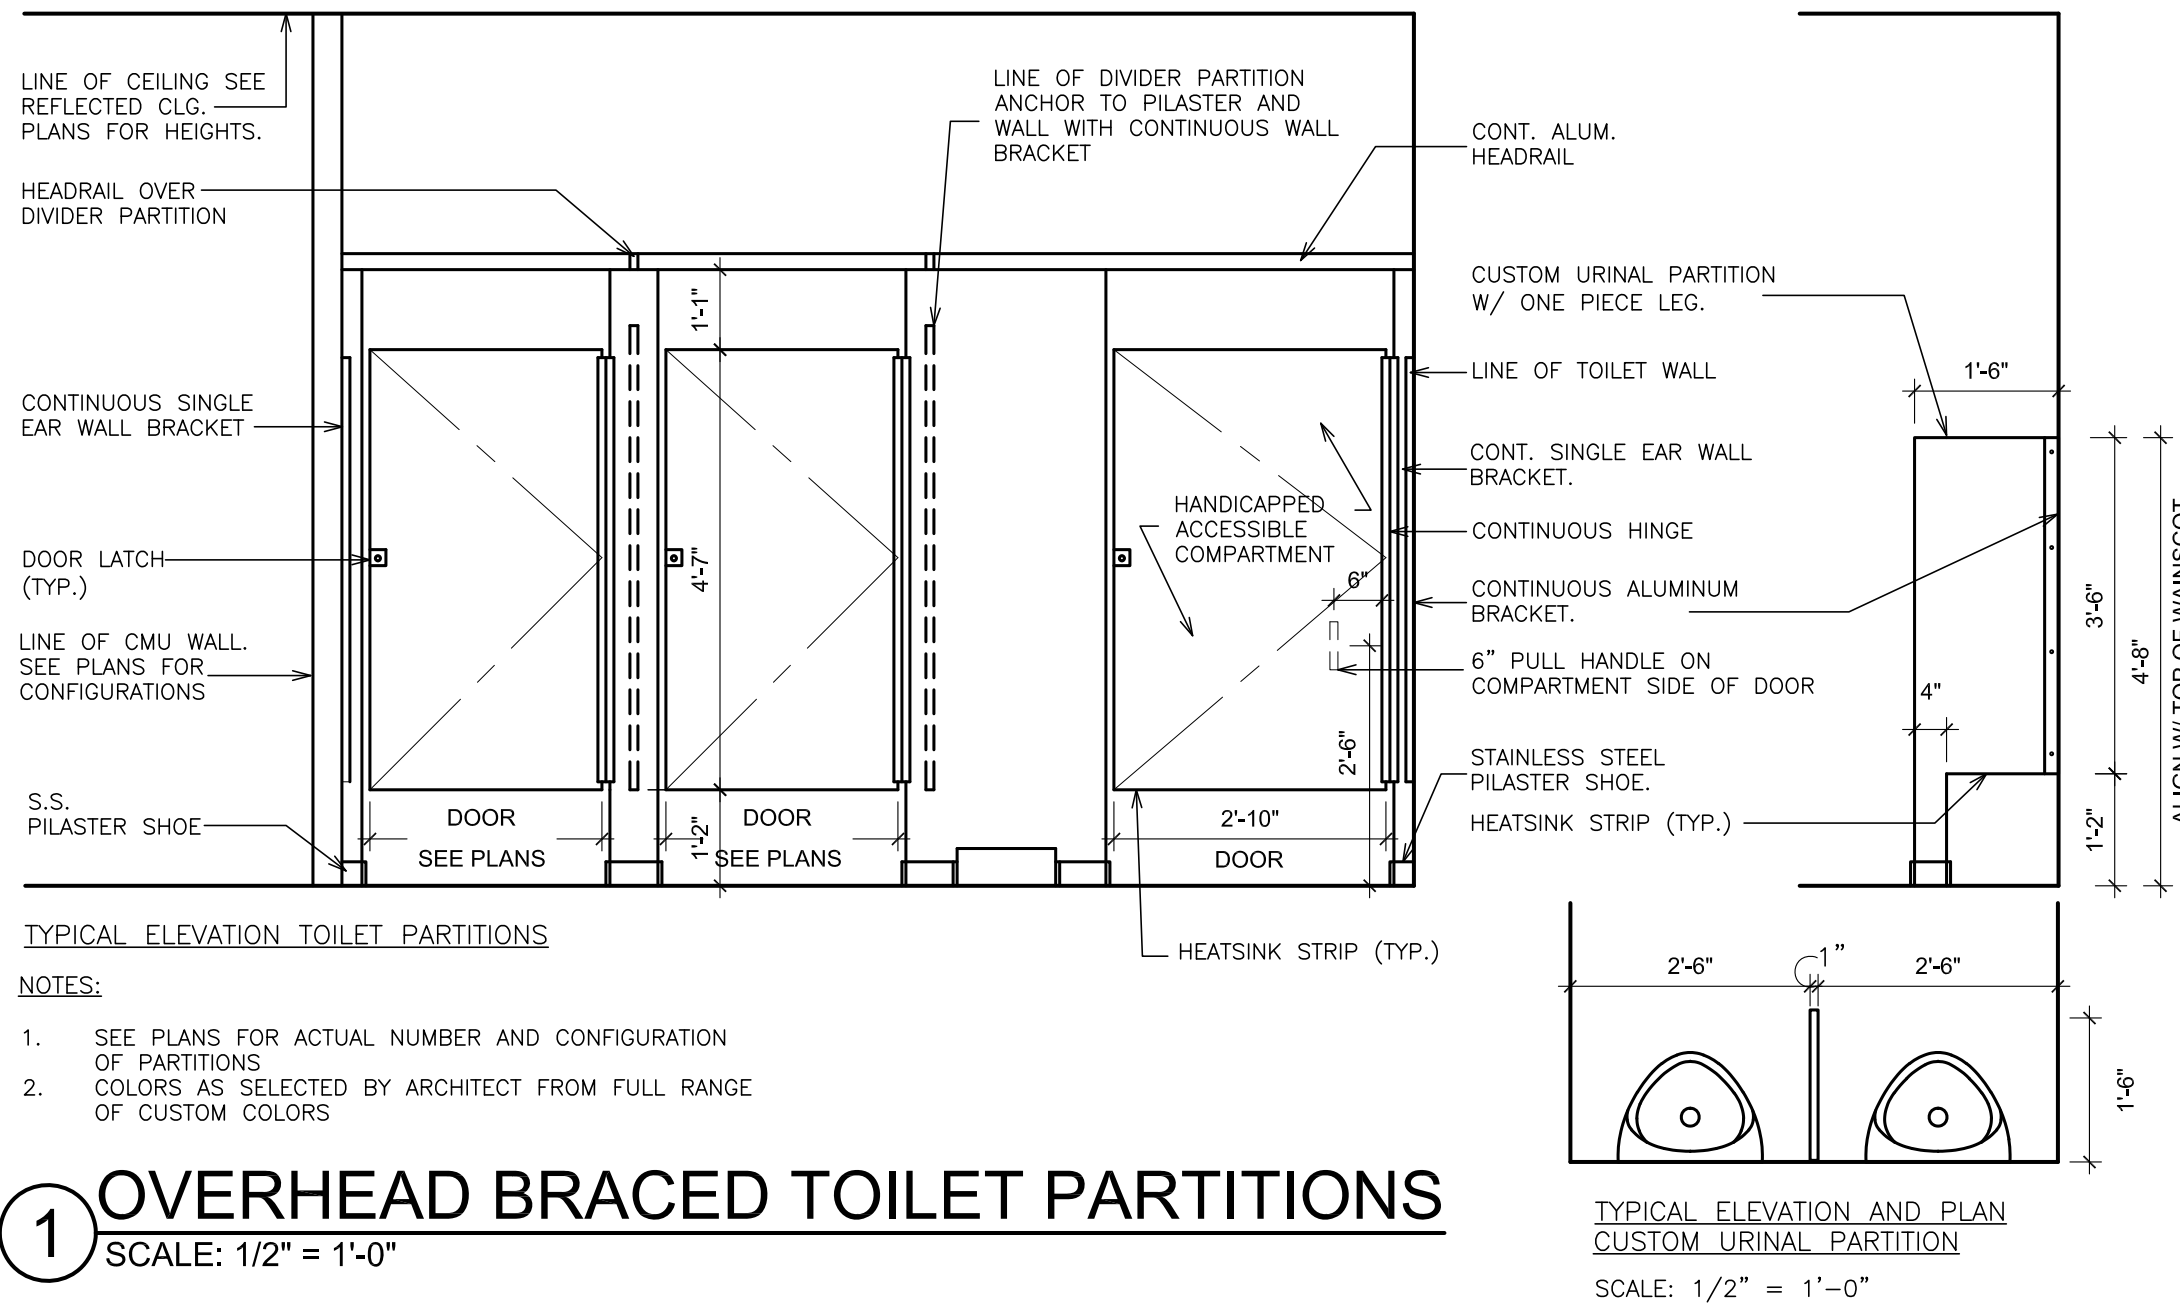 LINE OF CEILING SEE
REFLECTED CLG.
PLANS FOR HEIGHTS.
HEADRAIL OVER
DIVIDER PARTITION
CONTINUOUS SINGLE
EAR WALL BRACKET
DOOR LATCH
(TYP.)
LINE OF CMU WALL.
SEE PLANS FOR
CONFIGURATIONS
S.S.
PILASTER SHOE
LINE OF DIVIDER PARTITION
ANCHOR TO PILASTER AND
WALL WITH CONTINUOUS WALL
BRACKET
1'-1"
4'-7"
1'-2"
DOOR
SEE PLANS
DOOR
SEE PLANS
HANDICAPPED
ACCESSIBLE
COMPARTMENT
6"
2'-6"
2'-10"
DOOR
HEATSINK STRIP (TYP.)
CONT. ALUM.
HEADRAIL
CUSTOM URINAL PARTITION
W/ ONE PIECE LEG.
LINE OF TOILET WALL
CONT. SINGLE EAR WALL
BRACKET.
CONTINUOUS HINGE
CONTINUOUS ALUMINUM
BRACKET.
6” PULL HANDLE ON
COMPARTMENT SIDE OF DOOR
STAINLESS STEEL
PILASTER SHOE.
HEATSINK STRIP (TYP.)
1'-6"
4"
3'-6"
1'-2"
4'-8"
ALIGN W/ TOP OF WAINSCOT
TYPICAL ELEVATION TOILET PARTITIONS
NOTES:
1. SEE PLANS FOR ACTUAL NUMBER AND CONFIGURATION
OF PARTITIONS
2. COLORS AS SELECTED BY ARCHITECT FROM FULL RANGE
OF CUSTOM COLORS
1
OVERHEAD BRACED TOILET PARTITIONS
SCALE: 1/2" = 1'-0"
2'-6"
1”
2'-6"
1'-6"
TYPICAL ELEVATION AND PLAN
CUSTOM URINAL PARTITION
SCALE: 1/2” = 1’-0”